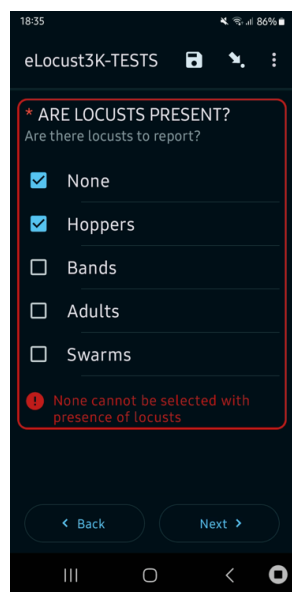 18:35 86%
eLocust3K-TESTS
* ARE LOCUSTS PRESENT?
Are there locusts to report?
None
Hoppers
Bands
Adults
Swarms
None cannot be selected with
presence of locusts
Back Next